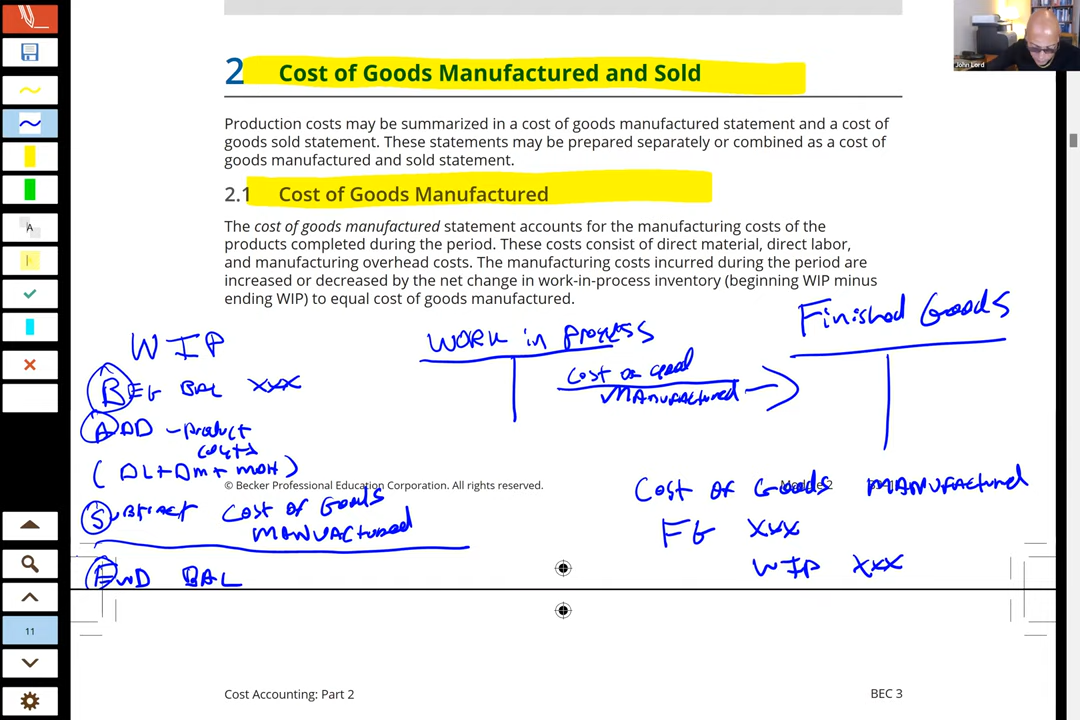 John Lord
2 Cost of Goods Manufactured and Sold
Production costs may be summarized in a cost of goods manufactured statement and a cost of
goods sold statement. These statements may be prepared separately or combined as a cost of
goods manufactured and sold statement.
2.1 Cost of Goods Manufactured
The cost of goods manufactured statement accounts for the manufacturing costs of the
products completed during the period. These costs consist of direct material, direct labor,
and manufacturing overhead costs. The manufacturing costs incurred during the period are
increased or decreased by the net change in work-in-process inventory (beginning WIP minus
ending WIP) to equal cost of goods manufactured.
WIP
BEG BAL XXX
ADD - product
costs
(DL + DM + MOH)
SUBTRACT COST OF GOODS
MANUFACTURED
END BAL
WORK in process
COST OF good
MANUFACTURED
Finished Goods
© Becker Professional Education Corporation. All rights reserved.
COST OF GOODS MANUFACTURED
FG XXX
WIP XXX
11
Cost Accounting: Part 2
BEC 3